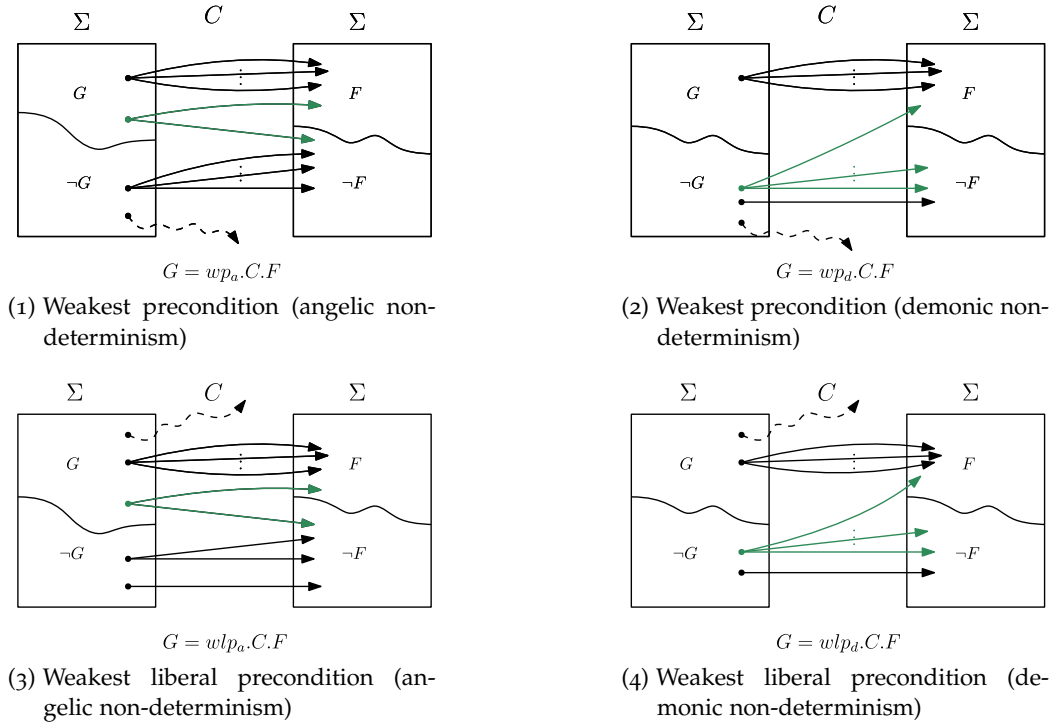 Σ C Σ
G F
¬G ¬F
G = wp_a.C.F
(1) Weakest precondition (angelic non-
determinism)
Σ C Σ
G F
¬G ¬F
G = wp_d.C.F
(2) Weakest precondition (demonic non-
determinism)
Σ C Σ
G F
¬G ¬F
G = wlp_a.C.F
(3) Weakest liberal precondition (an-
gelic non-determinism)
Σ C Σ
G F
¬G ¬F
G = wlp_d.C.F
(4) Weakest liberal precondition (de-
monic non-determinism)